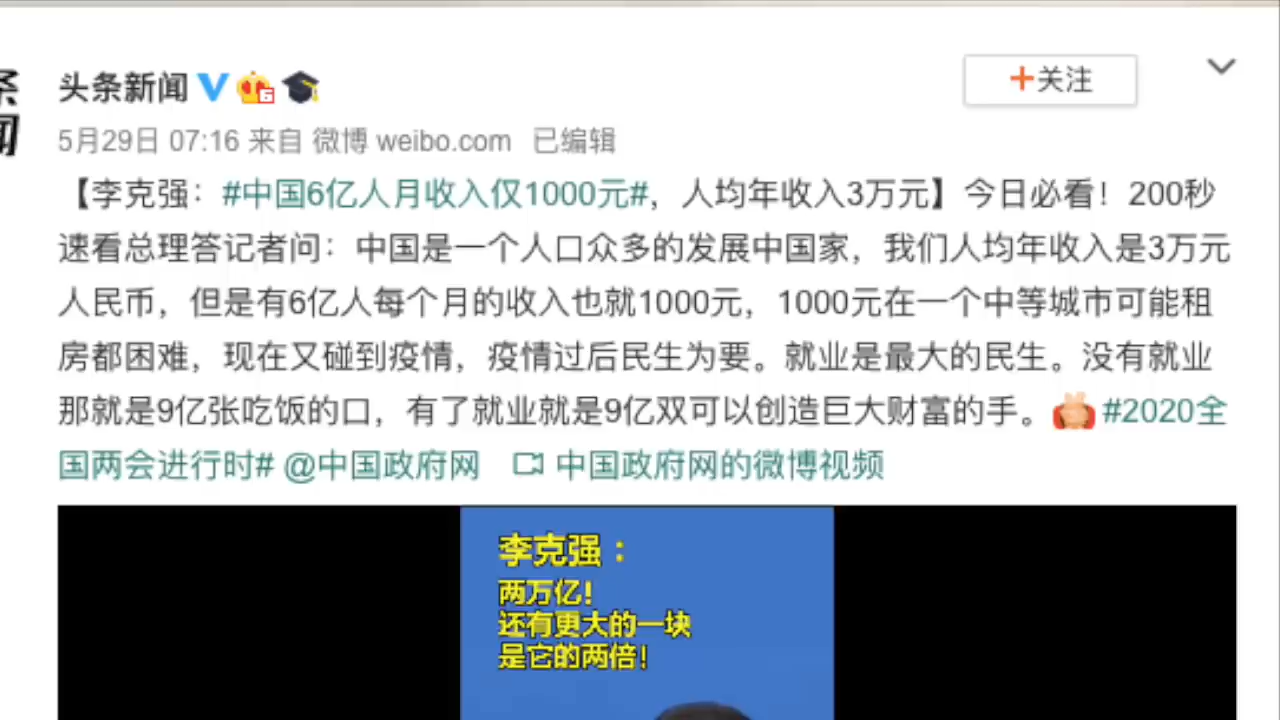 条
闻
头条新闻
+关注
5月29日 07:16 来自 微博 weibo.com 已编辑
【李克强：#中国6亿人月收入仅1000元#，人均年收入3万元】今日必看！200秒
速看总理答记者问：中国是一个人口众多的发展中国家，我们人均年收入是3万元
人民币，但是有6亿人每个月的收入也就1000元，1000元在一个中等城市可能租
房都困难，现在又碰到疫情，疫情过后民生为要。就业是最大的民生。没有就业
那就是9亿张吃饭的口，有了就业就是9亿双可以创造巨大财富的手。#2020全
国两会进行时# @中国政府网 中国政府网的微博视频
李克强：
两万亿！
还有更大的一块
是它的两倍！